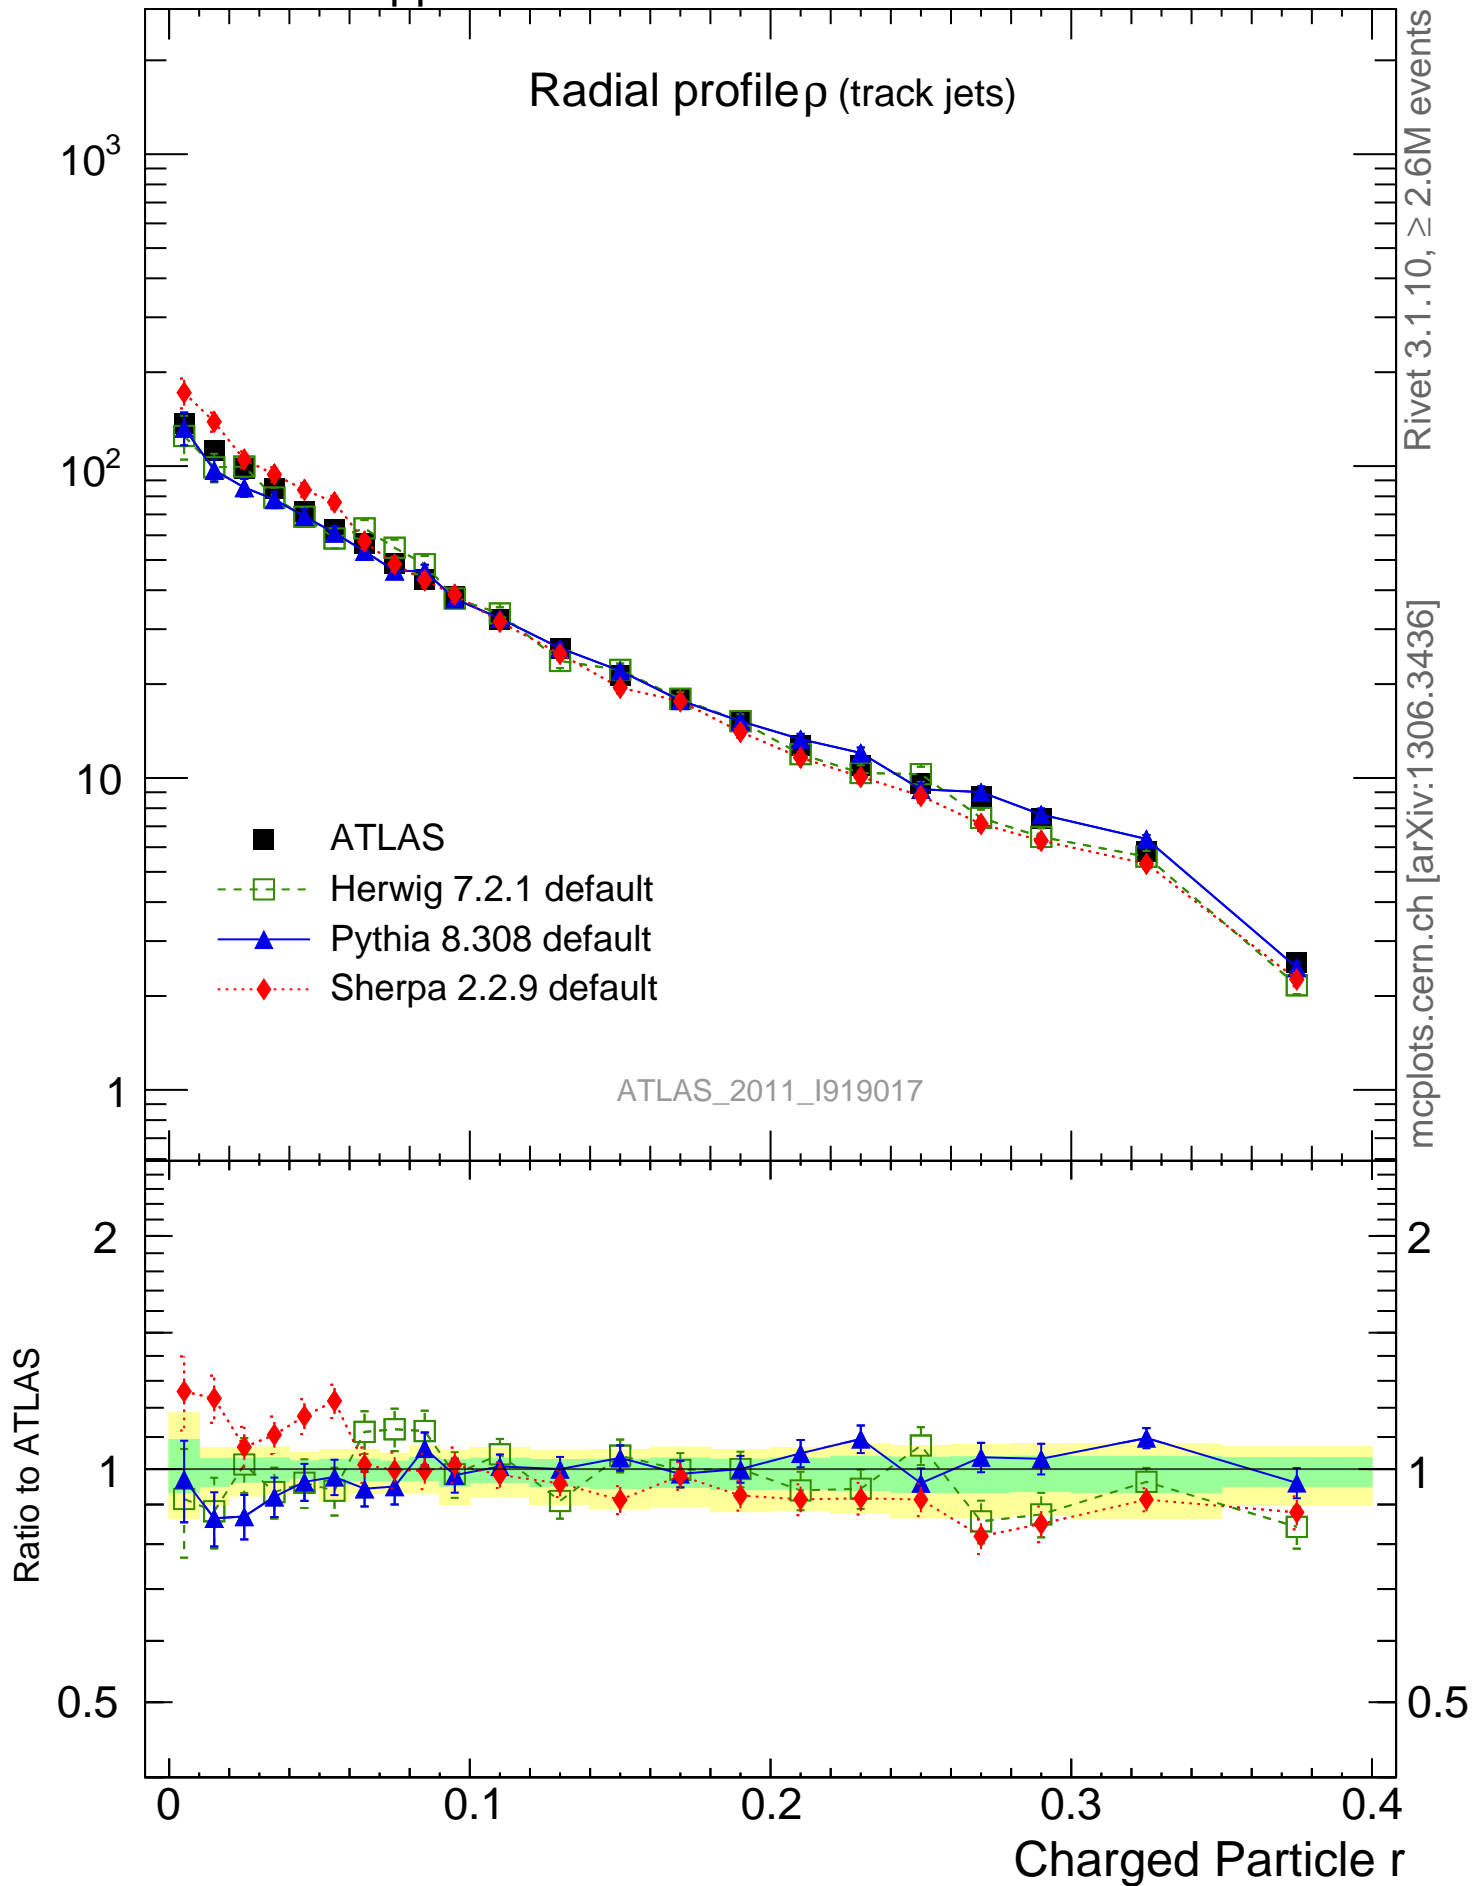 Radial profile ρ (track jets)
10³
10²
10
1
ATLAS
Herwig 7.2.1 default
Pythia 8.308 default
Sherpa 2.2.9 default
ATLAS_2011_I919017
Rivet 3.1.10, ≥ 2.6M events
mcplots.cern.ch [arXiv:1306.3436]
Ratio to ATLAS
2
1
0.5
2
1
0.5
0 0.1 0.2 0.3 0.4
Charged Particle r